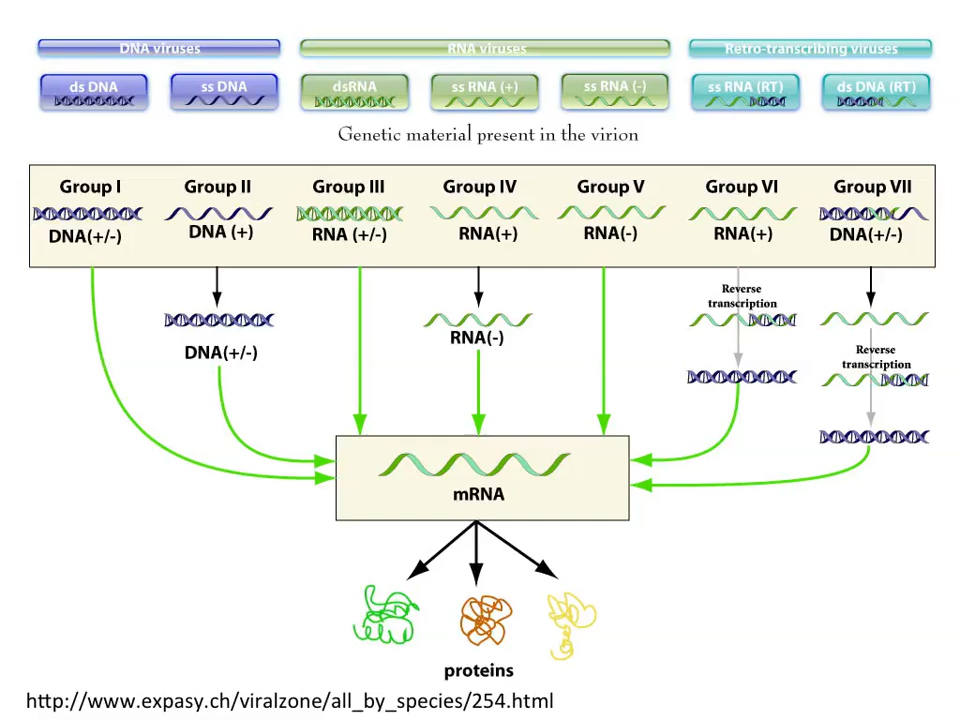 DNA viruses
RNA viruses
Retro-transcribing viruses
ds DNA
ss DNA
dsRNA
ss RNA (+)
ss RNA (-)
ss RNA (RT)
ds DNA (RT)
Genetic material present in the virion
Group I
Group II
Group III
Group IV
Group V
Group VI
Group VII
DNA(+/-)
DNA (+)
RNA (+/-)
RNA(+)
RNA(-)
RNA(+)
DNA(+/-)
Reverse
transcription
DNA(+/-)
RNA(-)
Reverse
transcription
mRNA
proteins
http://www.expasy.ch/viralzone/all_by_species/254.html